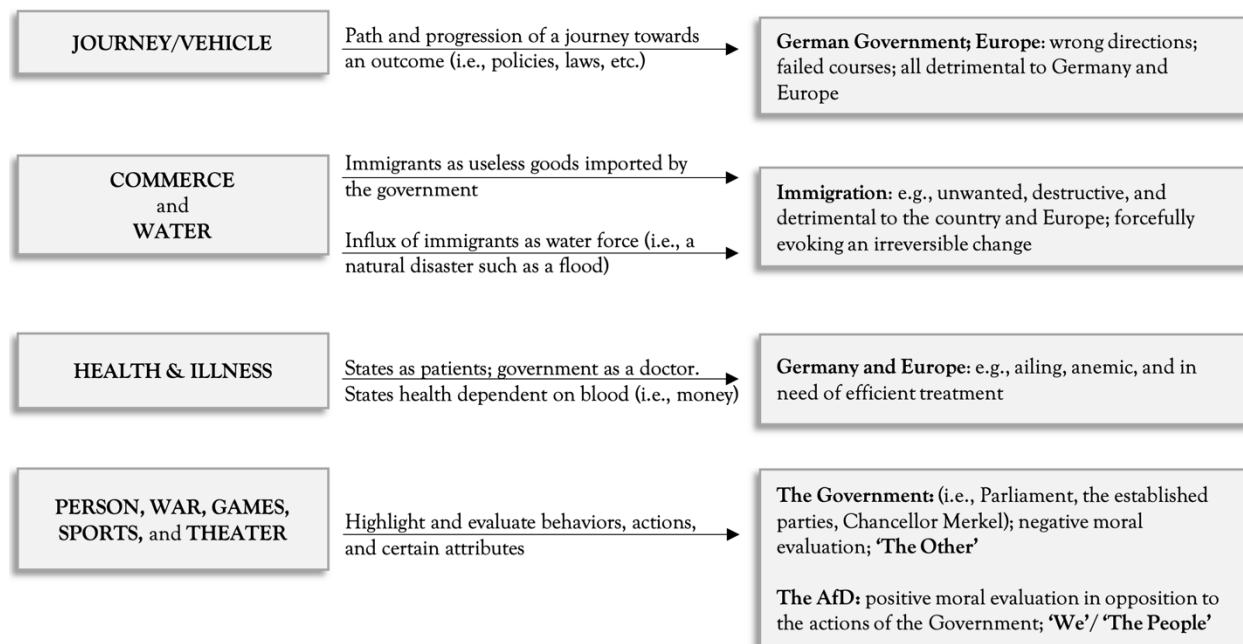 JOURNEY/VEHICLE
Path and progression of a journey towards
an outcome (i.e., policies, laws, etc.)
German Government; Europe: wrong directions;
failed courses; all detrimental to Germany and
Europe
COMMERCE
and
WATER
Immigrants as useless goods imported by
the government
Influx of immigrants as water force (i.e., a
natural disaster such as a flood)
Immigration: e.g., unwanted, destructive, and
detrimental to the country and Europe; forcefully
evoking an irreversible change
HEALTH & ILLNESS
States as patients; government as a doctor.
States health dependent on blood (i.e., money)
Germany and Europe: e.g., ailing, anemic, and in
need of efficient treatment
PERSON, WAR, GAMES,
SPORTS, and THEATER
Highlight and evaluate behaviors, actions,
and certain attributes
The Government: (i.e., Parliament, the established
parties, Chancellor Merkel); negative moral
evaluation; ‘The Other’
The AfD: positive moral evaluation in opposition to
the actions of the Government; ‘We’/ ‘The People’